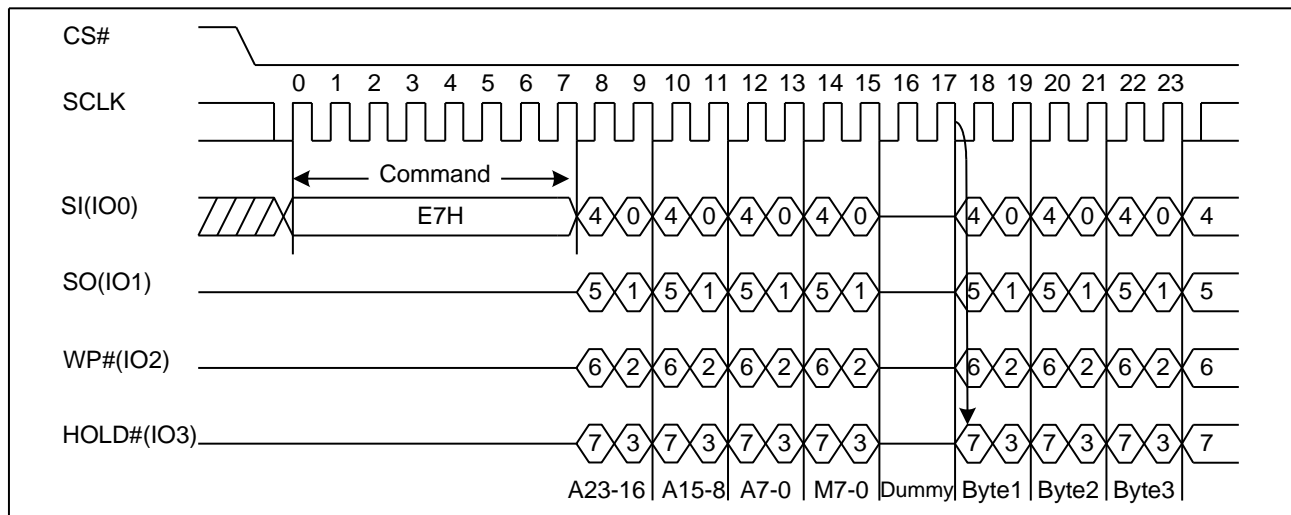 CS#
0 1 2 3 4 5 6 7 8 9 10 11 12 13 14 15 16 17 18 19 20 21 22 23
SCLK
Command
SI(IO0) E7H 4 0 4 0 4 0 4 0 4 0 4 0 4 0 4
SO(IO1) 5 1 5 1 5 1 5 1 5 1 5 1 5 1 5
WP#(IO2) 6 2 6 2 6 2 6 2 6 2 6 2 6 2 6
HOLD#(IO3) 7 3 7 3 7 3 7 3 7 3 7 3 7 3 7
A23-16 A15-8 A7-0 M7-0 Dummy Byte1 Byte2 Byte3